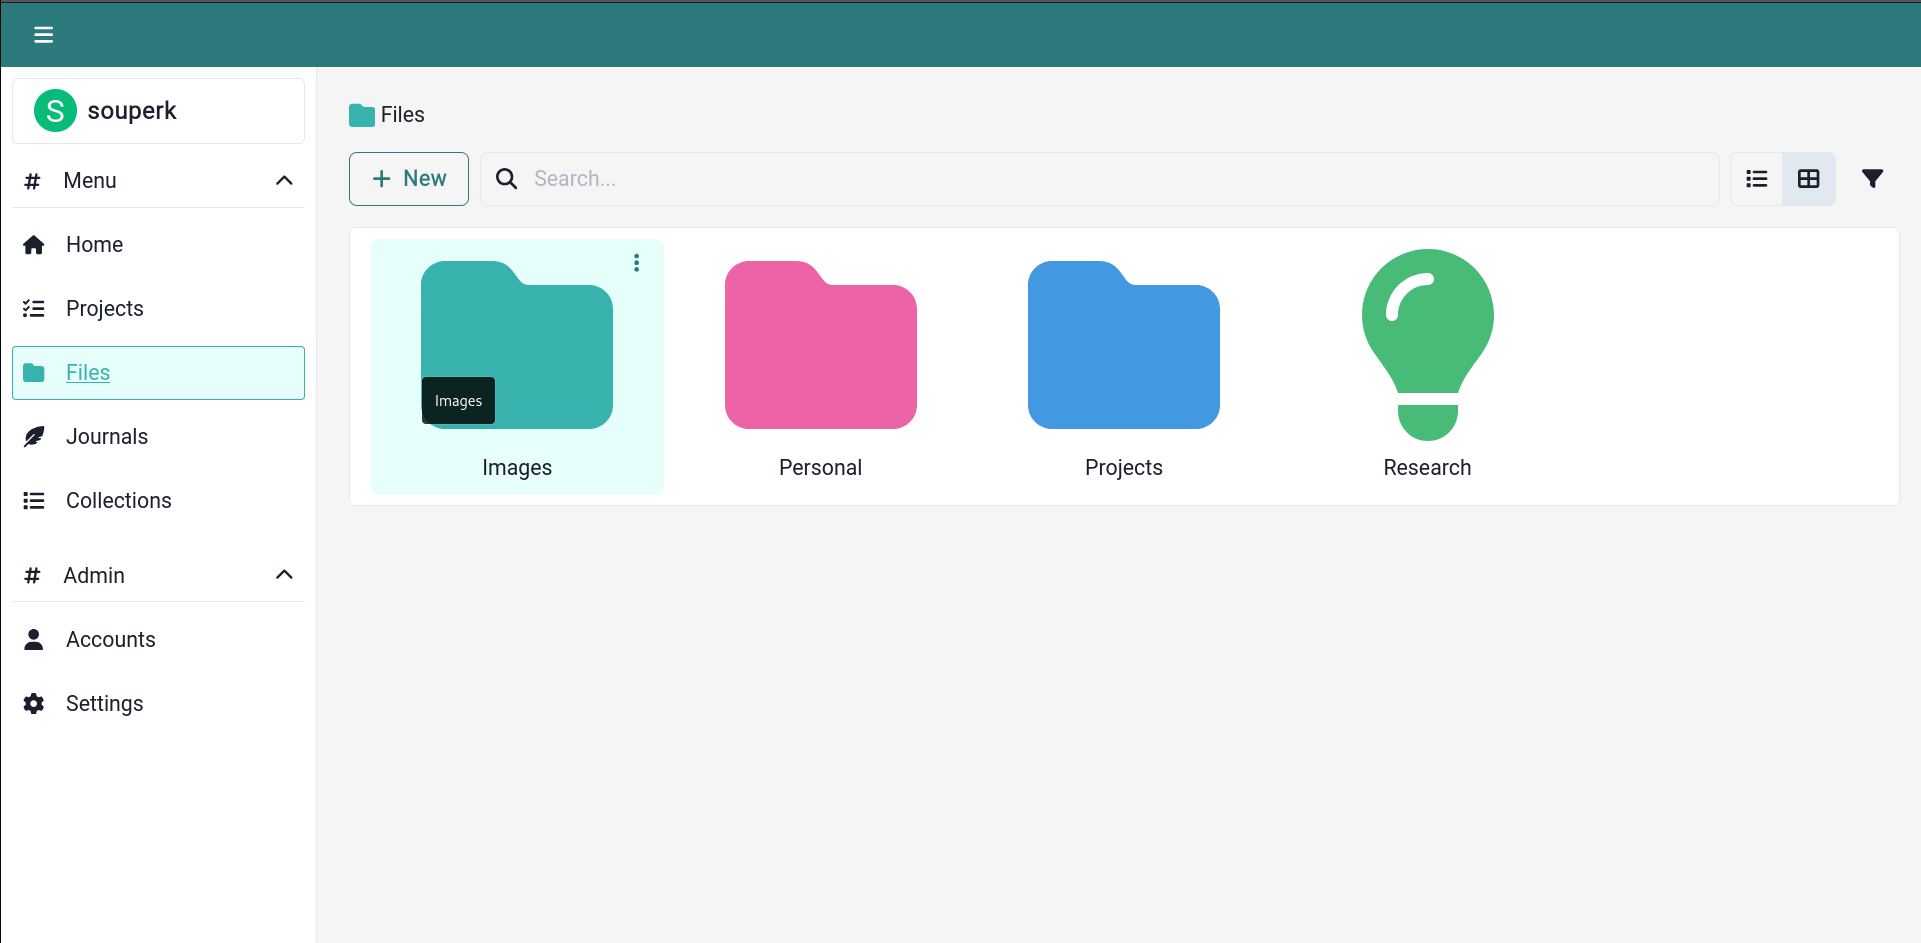 S souperk
# Menu
Home
Projects
Files
Journals
Collections
# Admin
Accounts
Settings
Files
+ New
Search...
Images
Images
Personal
Projects
Research